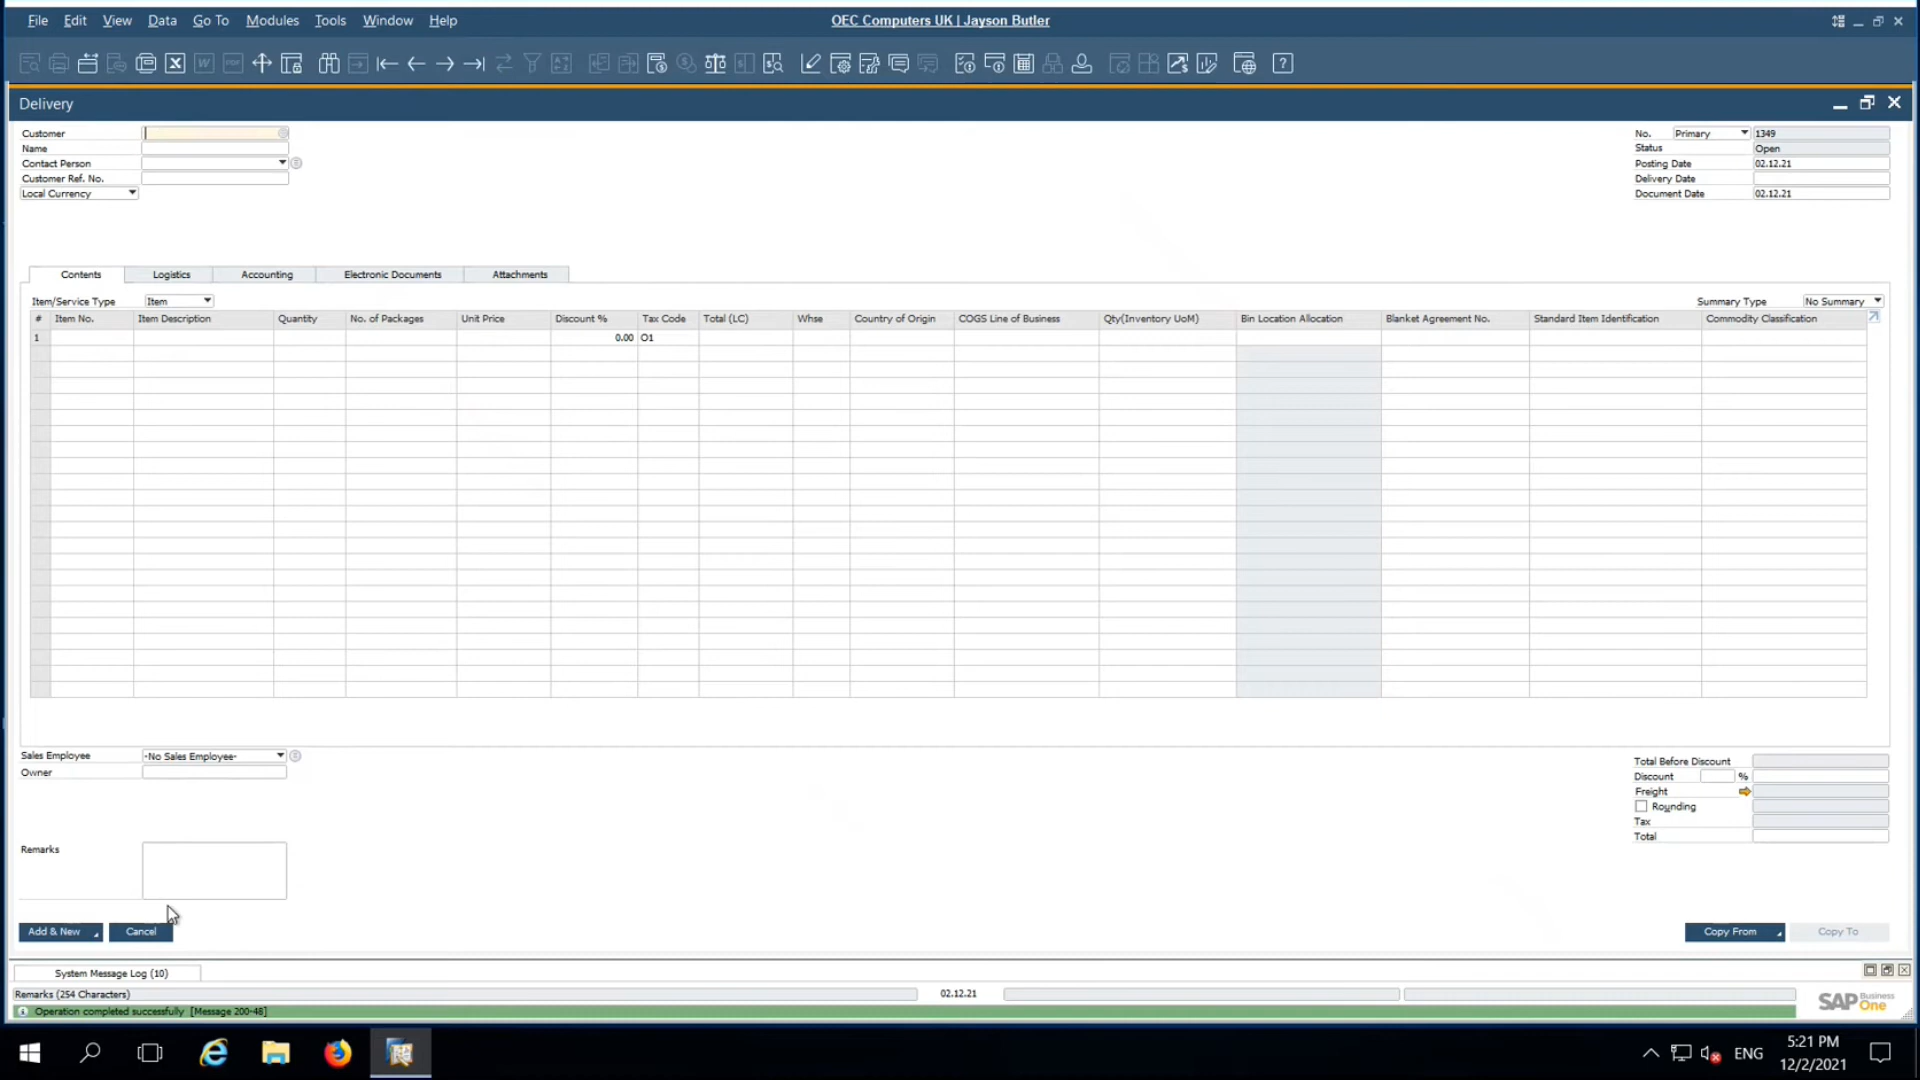 File Edit View Data Go To Modules Tools Window Help
OEC Computers UK | Jayson Butler
Delivery
Customer
No. Primary 1349
Name
Status Open
Contact Person
Posting Date 02.12.21
Customer Ref. No.
Delivery Date
Local Currency
Document Date 02.12.21
Contents Logistics Accounting Electronic Documents Attachments
Item/Service Type Item
Summary Type No Summary
# Item No. Item Description Quantity No. of Packages Unit Price Discount % Tax Code Total (LC) Whse Country of Origin COGS Line of Business Qty(Inventory UoM) Bin Location Allocation Blanket Agreement No. Standard Item Identification Commodity Classification
1 0.00 O1
Sales Employee -No Sales Employee-
Owner
Total Before Discount
Discount %
Freight
Rounding
Tax
Total
Remarks
Add & New Cancel
Copy From Copy To
System Message Log (10)
Remarks (254 Characters)
02.12.21
SAP Business One
Operation completed successfully [Message 200-48]
ENG
5:21 PM
12/2/2021